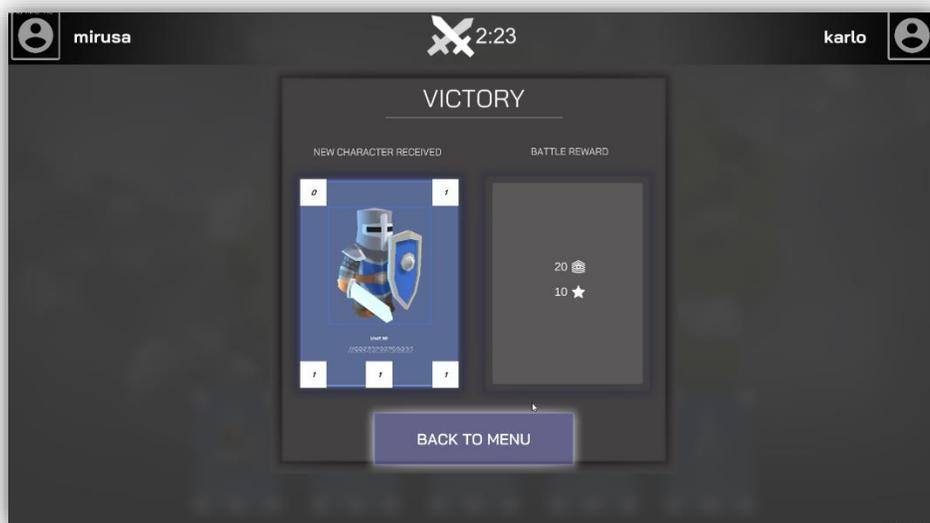 mirusa
2:23
karlo
VICTORY
NEW CHARACTER RECEIVED
BATTLE REWARD
0
1
20
10
1
1
1
BACK TO MENU